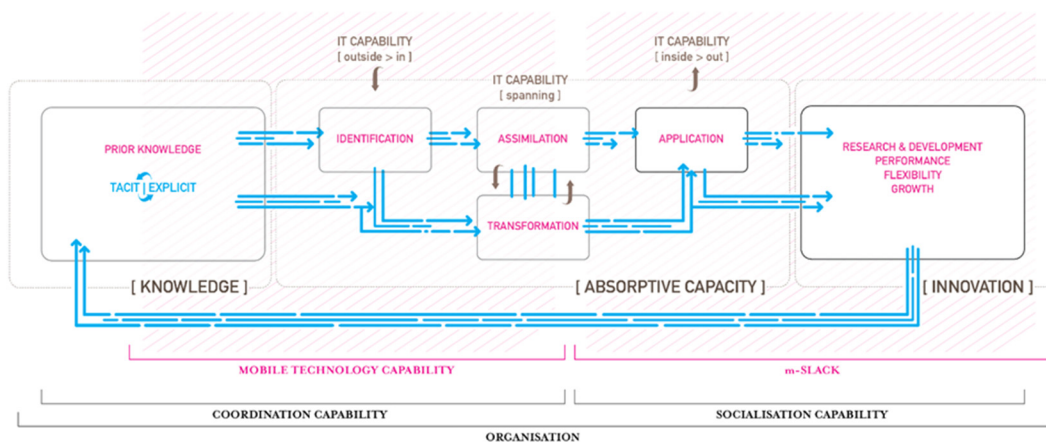 IT CAPABILITY
[ outside > in ]
IT CAPABILITY
[ spanning ]
IT CAPABILITY
[ inside > out ]
PRIOR KNOWLEDGE
TACIT | EXPLICIT
IDENTIFICATION
ASSIMILATION
TRANSFORMATION
APPLICATION
RESEARCH & DEVELOPMENT
PERFORMANCE
FLEXIBILITY
GROWTH
[ KNOWLEDGE ]
[ ABSORPTIVE CAPACITY ]
[ INNOVATION ]
MOBILE TECHNOLOGY CAPABILITY
m-SLACK
COORDINATION CAPABILITY
SOCIALISATION CAPABILITY
ORGANISATION